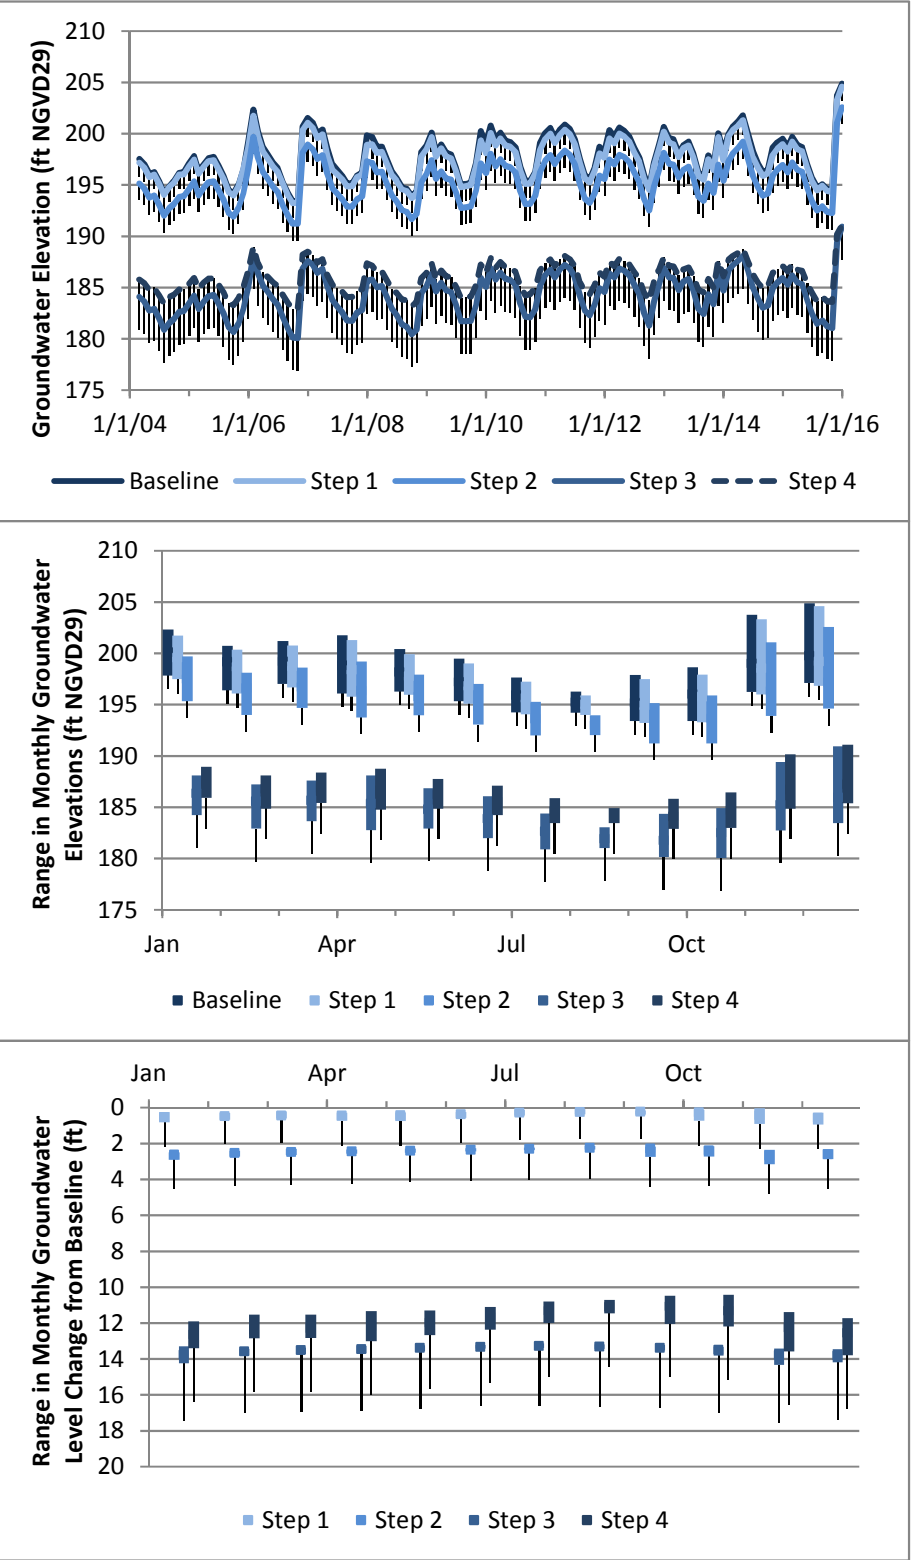 Groundwater Elevation (ft NGVD29)
210
205
200
195
190
185
180
175
1/1/04 1/1/06 1/1/08 1/1/10 1/1/12 1/1/14 1/1/16
Baseline Step 1 Step 2 Step 3 Step 4
Range in Monthly Groundwater
Elevations (ft NGVD29)
210
205
200
195
190
185
180
175
Jan Apr Jul Oct
Baseline Step 1 Step 2 Step 3 Step 4
Jan Apr Jul Oct
Range in Monthly Groundwater
Level Change from Baseline (ft)
0
2
4
6
8
10
12
14
16
18
20
Step 1 Step 2 Step 3 Step 4